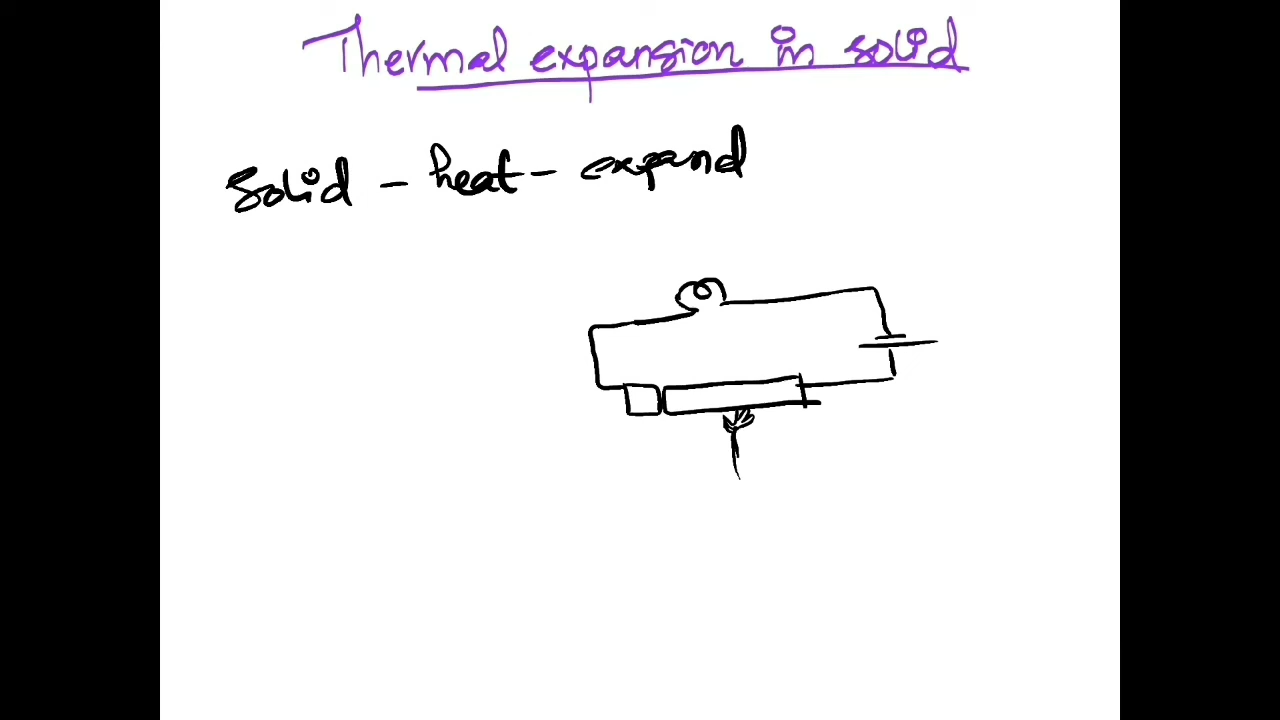 Thermal expansion in solid
solid - heat - expand